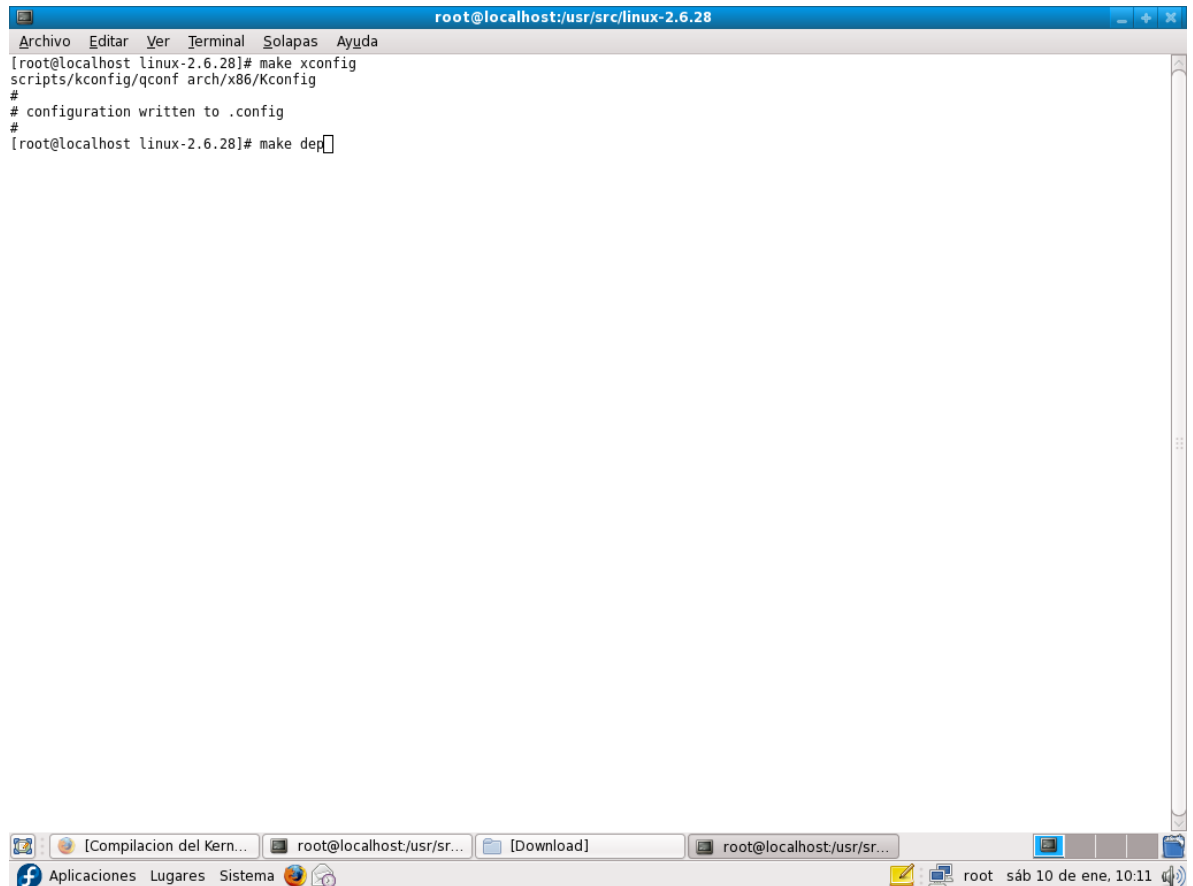 root@localhost:/usr/src/linux-2.6.28
Archivo Editar Ver Terminal Solapas Ayuda
[root@localhost linux-2.6.28]# make xconfig
scripts/kconfig/qconf arch/x86/Kconfig
#
# configuration written to .config
#
[root@localhost linux-2.6.28]# make dep
[Compilacion del Kern... root@localhost:/usr/sr... [Download] root@localhost:/usr/sr...
Aplicaciones Lugares Sistema root sáb 10 de ene, 10:11